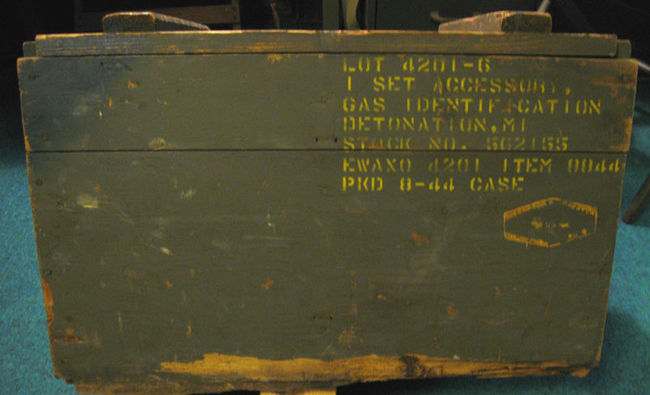 LOT 4201-6
1 SET ACCESSORY,
GAS IDENTIFICATION
DETONATION, M1
STOCK NO. 562155
EWAXO 4201 ITEM 8844
PKD 8-44 CASE